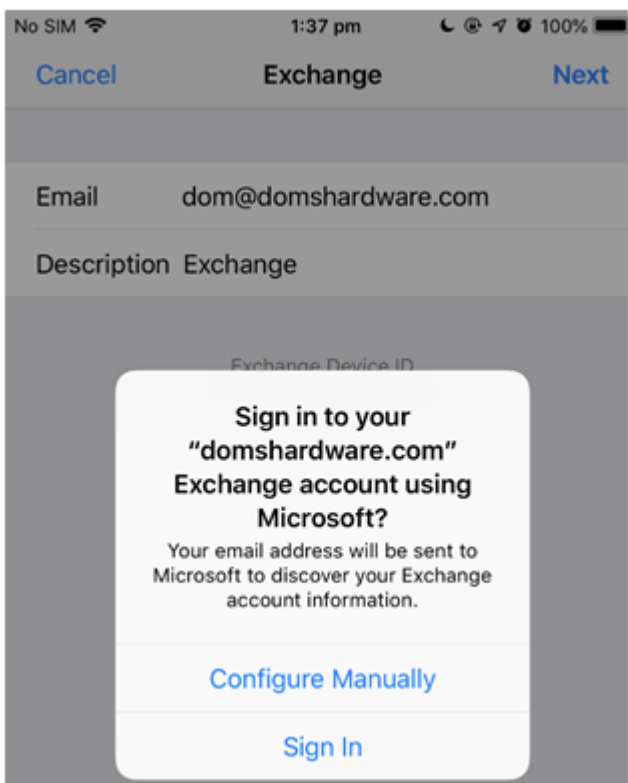 No SIM 1:37 pm 100%
Cancel Exchange Next
Email dom@domshardware.com
Description Exchange
Exchange Device ID
Sign in to your
“domshardware.com”
Exchange account using
Microsoft?
Your email address will be sent to
Microsoft to discover your Exchange
account information.
Configure Manually
Sign In